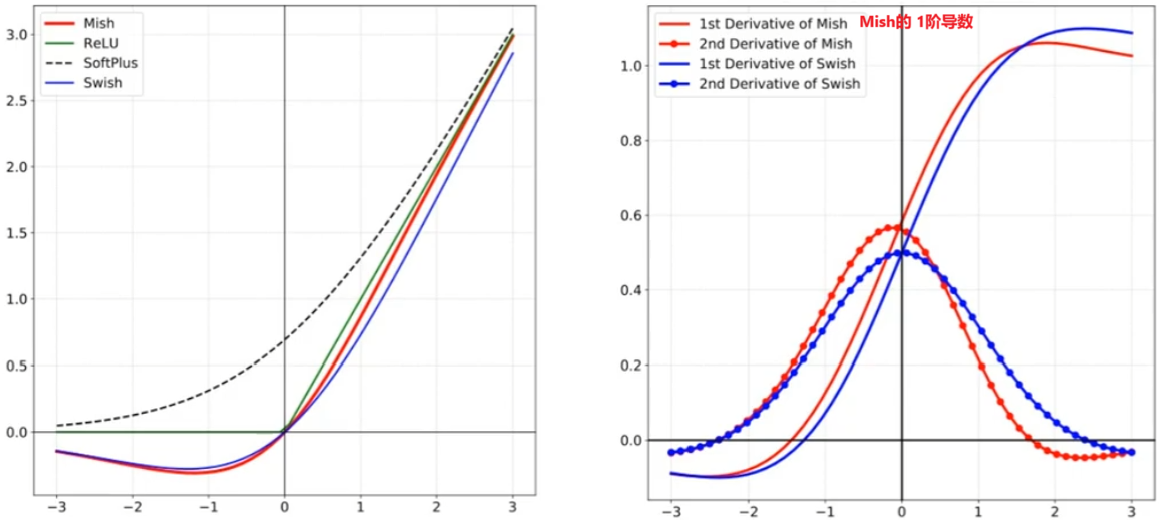 Mish
ReLU
SoftPlus
Swish
3.0
2.5
2.0
1.5
1.0
0.5
0.0
−3 −2 −1 0 1 2 3
1st Derivative of Mish Mish的 1阶导数
2nd Derivative of Mish
1st Derivative of Swish
2nd Derivative of Swish
1.0
0.8
0.6
0.4
0.2
0.0
−3 −2 −1 0 1 2 3